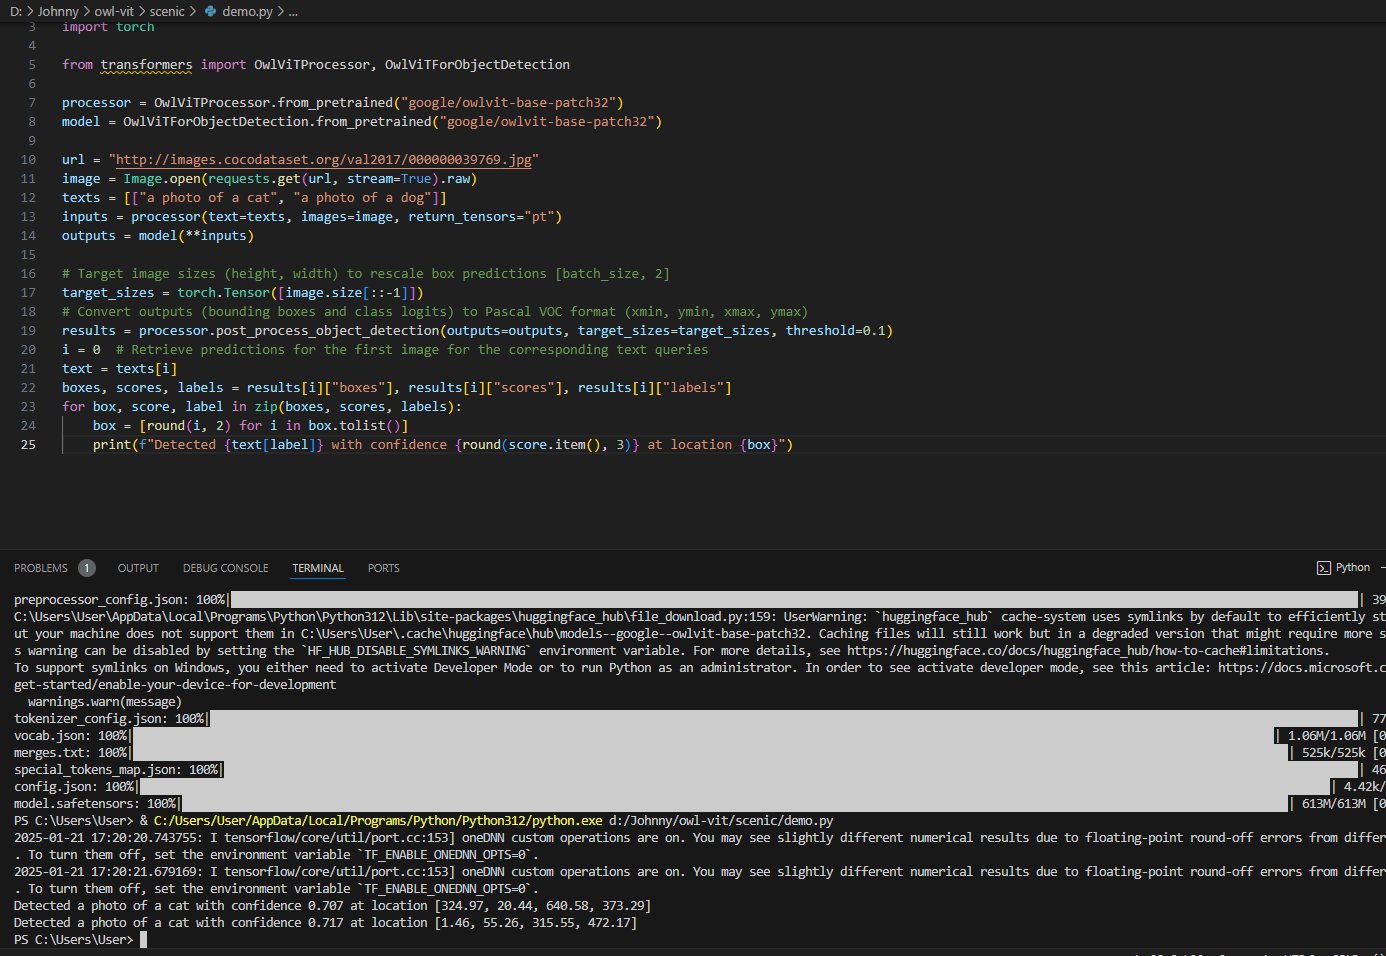 D: > Johnny > owl-vit > scenic > demo.py > ...
3 import torch
4
5 from transformers import OwlViTProcessor, OwlViTForObjectDetection
6
7 processor = OwlViTProcessor.from_pretrained("google/owlvit-base-patch32")
8 model = OwlViTForObjectDetection.from_pretrained("google/owlvit-base-patch32")
9
10 url = "http://images.cocodataset.org/val2017/000000039769.jpg"
11 image = Image.open(requests.get(url, stream=True).raw)
12 texts = [["a photo of a cat", "a photo of a dog"]]
13 inputs = processor(text=texts, images=image, return_tensors="pt")
14 outputs = model(**inputs)
15
16 # Target image sizes (height, width) to rescale box predictions [batch_size, 2]
17 target_sizes = torch.Tensor([image.size[::-1]])
18 # Convert outputs (bounding boxes and class logits) to Pascal VOC format (xmin, ymin, xmax, ymax)
19 results = processor.post_process_object_detection(outputs=outputs, target_sizes=target_sizes, threshold=0.1)
20 i = 0  # Retrieve predictions for the first image for the corresponding text queries
21 text = texts[i]
22 boxes, scores, labels = results[i]["boxes"], results[i]["scores"], results[i]["labels"]
23 for box, score, label in zip(boxes, scores, labels):
24     box = [round(i, 2) for i in box.tolist()]
25     print(f"Detected {text[label]} with confidence {round(score.item(), 3)} at location {box}")
PROBLEMS 1 OUTPUT DEBUG CONSOLE TERMINAL PORTS Python
preprocessor_config.json: 100%| | 39
C:\Users\User\AppData\Local\Programs\Python\Python312\Lib\site-packages\huggingface_hub\file_download.py:159: UserWarning: `huggingface_hub` cache-system uses symlinks by default to efficiently st
ut your machine does not support them in C:\Users\User\.cache\huggingface\hub\models--google--owlvit-base-patch32. Caching files will still work but in a degraded version that might require more s
s warning can be disabled by setting the `HF_HUB_DISABLE_SYMLINKS_WARNING` environment variable. For more details, see https://huggingface.co/docs/huggingface_hub/how-to-cache#limitations.
To support symlinks on Windows, you either need to activate Developer Mode or to run Python as an administrator. In order to see activate developer mode, see this article: https://docs.microsoft.c
get-started/enable-your-device-for-development
  warnings.warn(message)
tokenizer_config.json: 100%| | 77
vocab.json: 100%| | 1.06M/1.06M [0
merges.txt: 100%| | 525k/525k [0
special_tokens_map.json: 100%| | 46
config.json: 100%| | 4.42k/
model.safetensors: 100%| | 613M/613M [0
PS C:\Users\User> & C:/Users/User/AppData/Local/Programs/Python/Python312/python.exe d:/Johnny/owl-vit/scenic/demo.py
2025-01-21 17:20:20.743755: I tensorflow/core/util/port.cc:153] oneDNN custom operations are on. You may see slightly different numerical results due to floating-point round-off errors from differ
. To turn them off, set the environment variable `TF_ENABLE_ONEDNN_OPTS=0`.
2025-01-21 17:20:21.679169: I tensorflow/core/util/port.cc:153] oneDNN custom operations are on. You may see slightly different numerical results due to floating-point round-off errors from differ
. To turn them off, set the environment variable `TF_ENABLE_ONEDNN_OPTS=0`.
Detected a photo of a cat with confidence 0.707 at location [324.97, 20.44, 640.58, 373.29]
Detected a photo of a cat with confidence 0.717 at location [1.46, 55.26, 315.55, 472.17]
PS C:\Users\User>